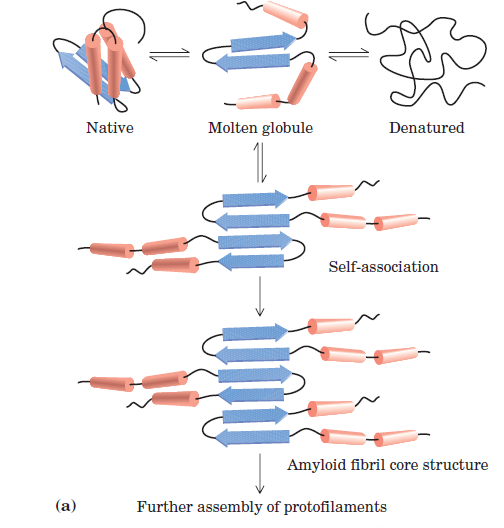 Native
Molten globule
Denatured
Self-association
Amyloid fibril core structure
(a) Further assembly of protofilaments